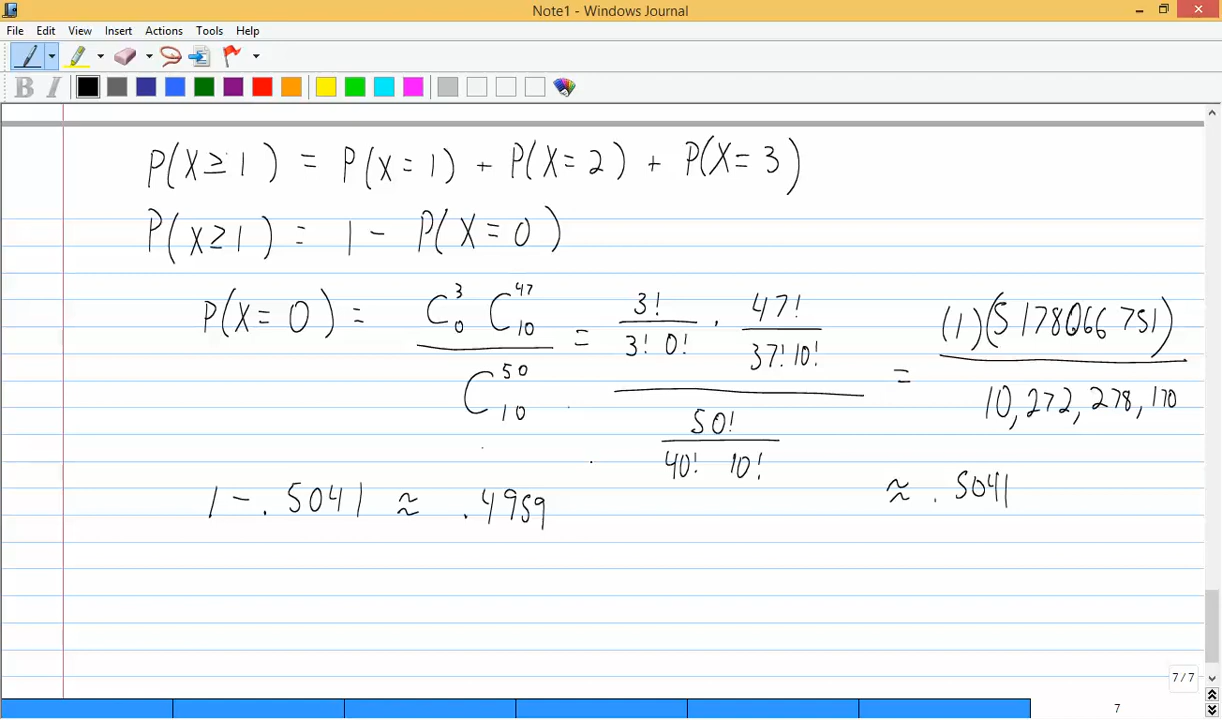 Note1 - Windows Journal
File Edit View Insert Actions Tools Help
B I
P(X≥1) = P(X=1) + P(X=2) + P(X=3)
P(X≥1) = 1 - P(X=0)
P(X=0) = C^3_0 C^47_10 / C^50_10 = (3!/(3! 0!) · 47!/(37! 10!)) / (50!/(40! 10!)) = (1)(5178066751) / 10,272,278,170
≈ .5041
1 - .5041 ≈ .4959
7/7
7